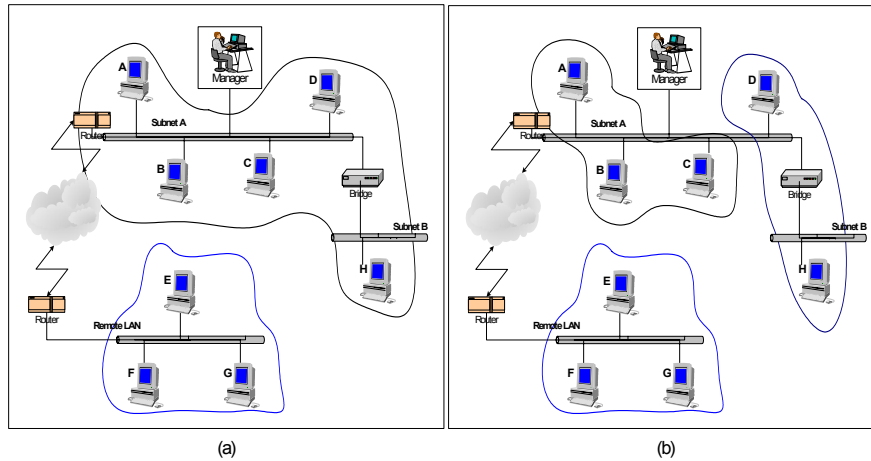 A
Manager
D
Router
Subnet A
B
C
Bridge
Subnet B
H
E
Router
Remote LAN
F
G
(a)
A
Manager
D
Router
Subnet A
B
C
Bridge
Subnet B
H
E
Router
Remote LAN
F
G
(b)